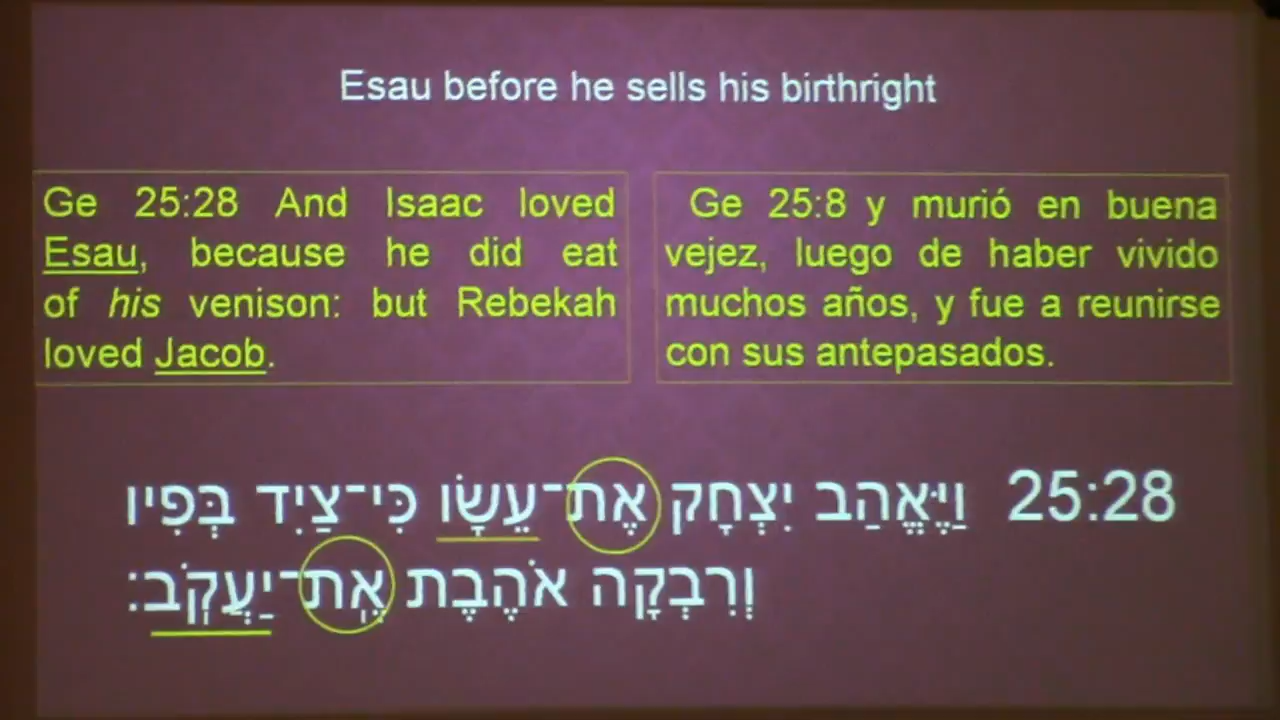 Esau before he sells his birthright
Ge 25:28 And Isaac loved
Esau, because he did eat
of his venison: but Rebekah
loved Jacob.
Ge 25:8 y murió en buena
vejez, luego de haber vivido
muchos años, y fue a reunirse
con sus antepasados.
25:28 וַיֶּאֱהַב יִצְחָק אֶת־עֵשָׂו כִּי־צַיִד בְּפִיו
וְרִבְקָה אֹהֶבֶת אֶת־יַעֲקֹב׃